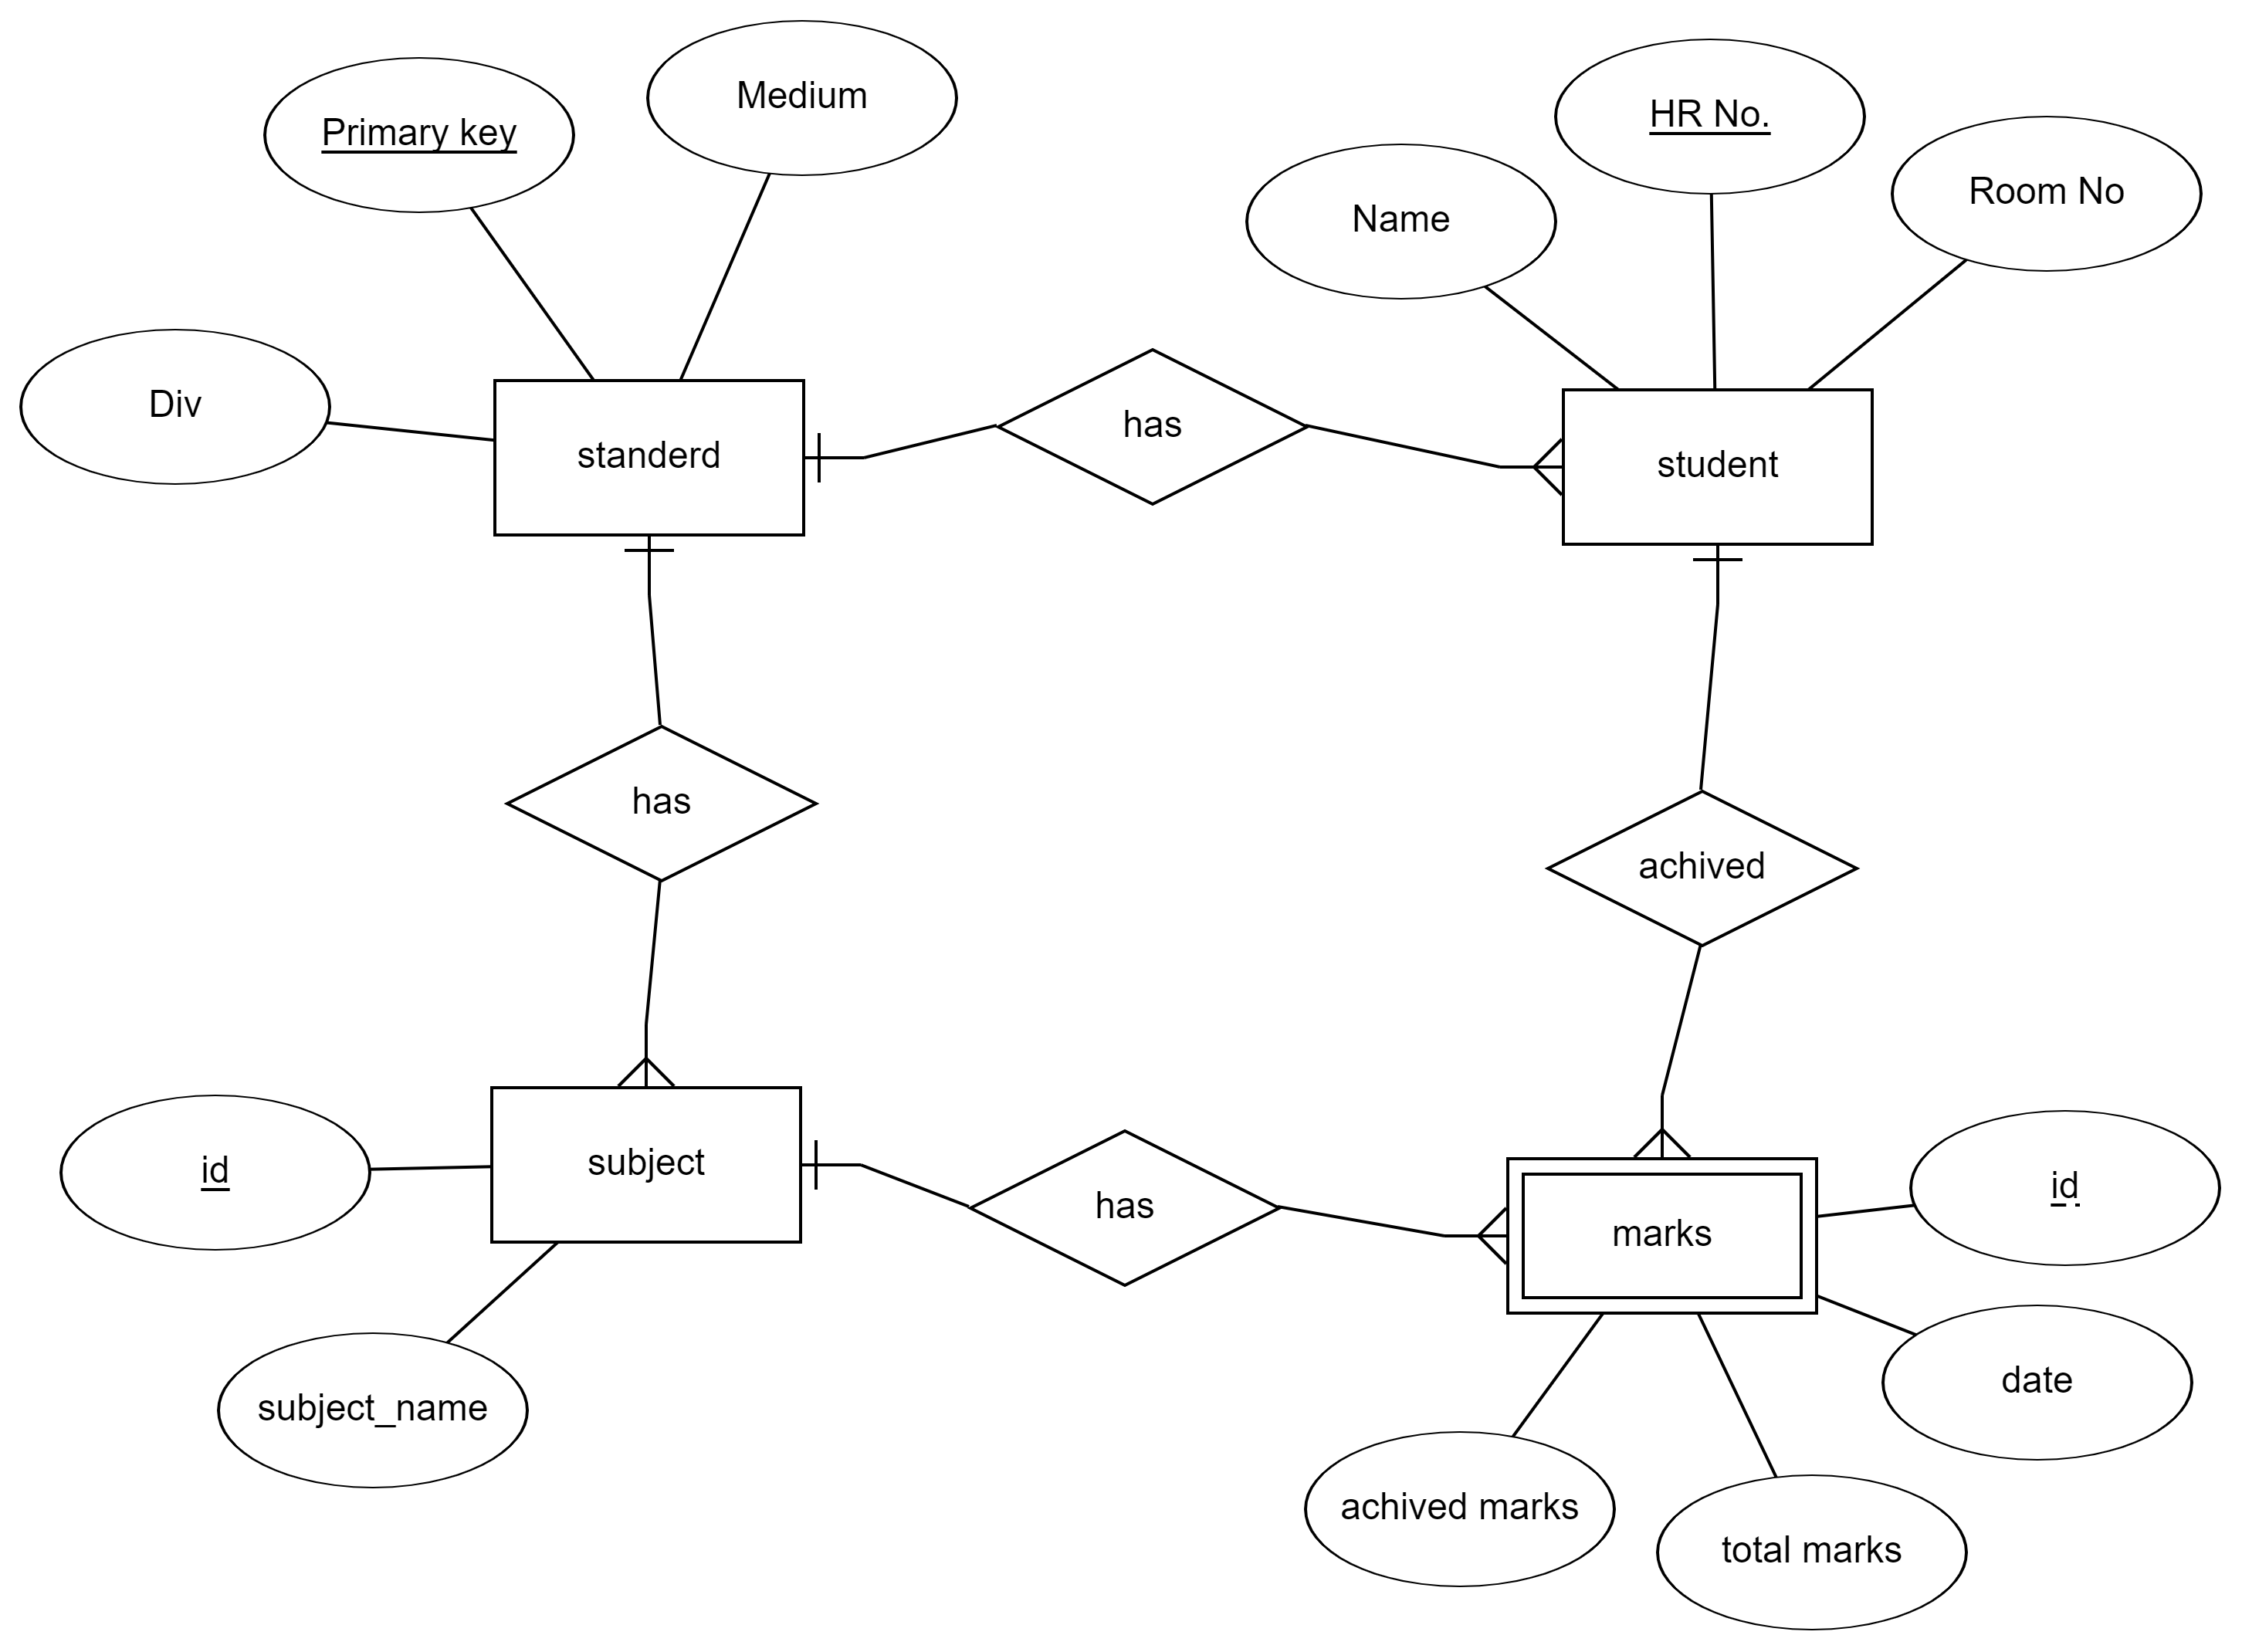 Medium
HR No.
Primary key
Room No
Name
Div
has
standerd
student
has
achived
subject
id
id
has
marks
date
subject_name
achived marks
total marks